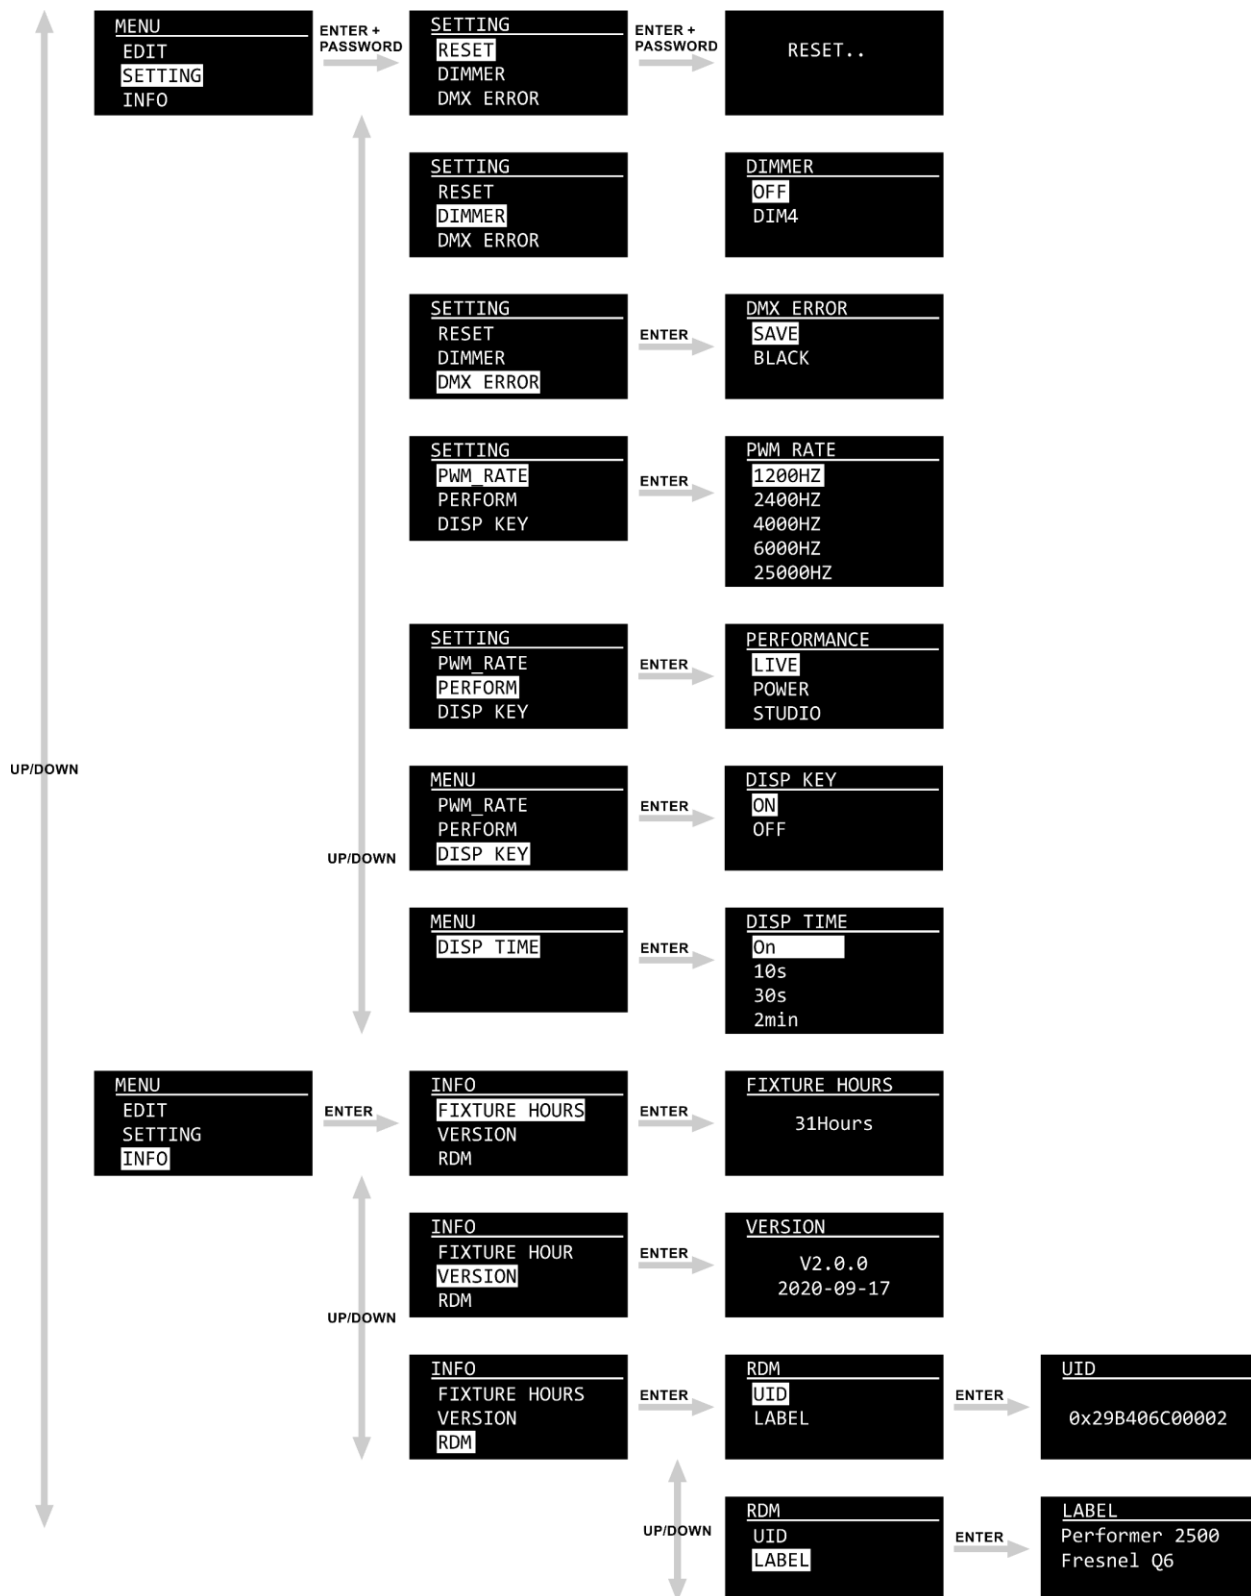 MENU
EDIT
SETTING
INFO
ENTER +
PASSWORD
SETTING
RESET
DIMMER
DMX ERROR
ENTER +
PASSWORD
RESET..
SETTING
RESET
DIMMER
DMX ERROR
DIMMER
OFF
DIM4
SETTING
RESET
DIMMER
DMX ERROR
ENTER
DMX ERROR
SAVE
BLACK
SETTING
PWM_RATE
PERFORM
DISP KEY
ENTER
PWM RATE
1200HZ
2400HZ
4000HZ
6000HZ
25000HZ
SETTING
PWM_RATE
PERFORM
DISP KEY
ENTER
PERFORMANCE
LIVE
POWER
STUDIO
UP/DOWN
MENU
PWM_RATE
PERFORM
DISP KEY
ENTER
DISP KEY
ON
OFF
UP/DOWN
MENU
DISP TIME
ENTER
DISP TIME
On
10s
30s
2min
MENU
EDIT
SETTING
INFO
ENTER
INFO
FIXTURE HOURS
VERSION
RDM
ENTER
FIXTURE HOURS
31Hours
INFO
FIXTURE HOUR
VERSION
RDM
ENTER
VERSION
V2.0.0
2020-09-17
UP/DOWN
INFO
FIXTURE HOURS
VERSION
RDM
ENTER
RDM
UID
LABEL
ENTER
UID
0x29B406C00002
UP/DOWN
RDM
UID
LABEL
ENTER
LABEL
Performer 2500
Fresnel Q6